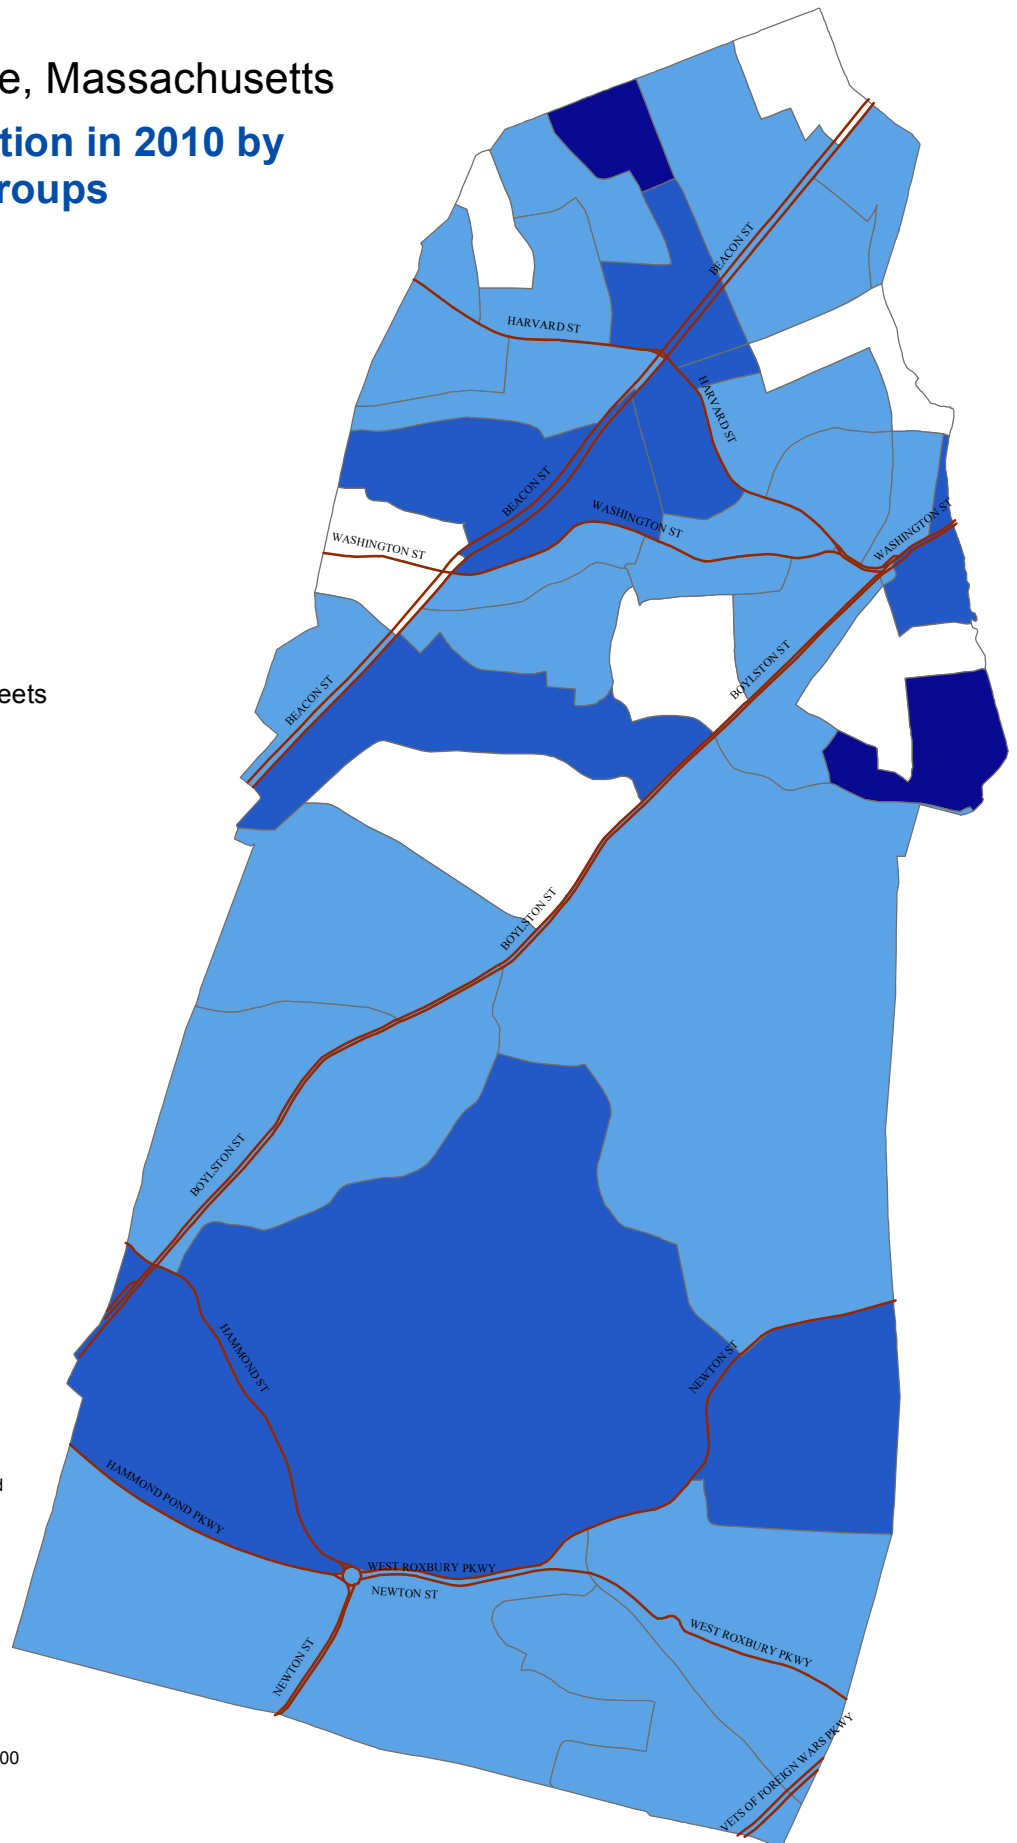 e, Massachusetts
tion in 2010 by
roups
BEACON ST
HARVARD ST
HARVARD ST
BEACON ST
WASHINGTON ST
WASHINGTON ST
WASHINGTON ST
BOYLSTON ST
BEACON ST
eets
BOYLSTON ST
BOYLSTON ST
HAMMOND ST
NEWTON ST
HAMMOND POND PKWY
d
WEST ROXBURY PKWY
NEWTON ST
WEST ROXBURY PKWY
NEWTON ST
VETS OF FOREIGN WARS PKWY
00